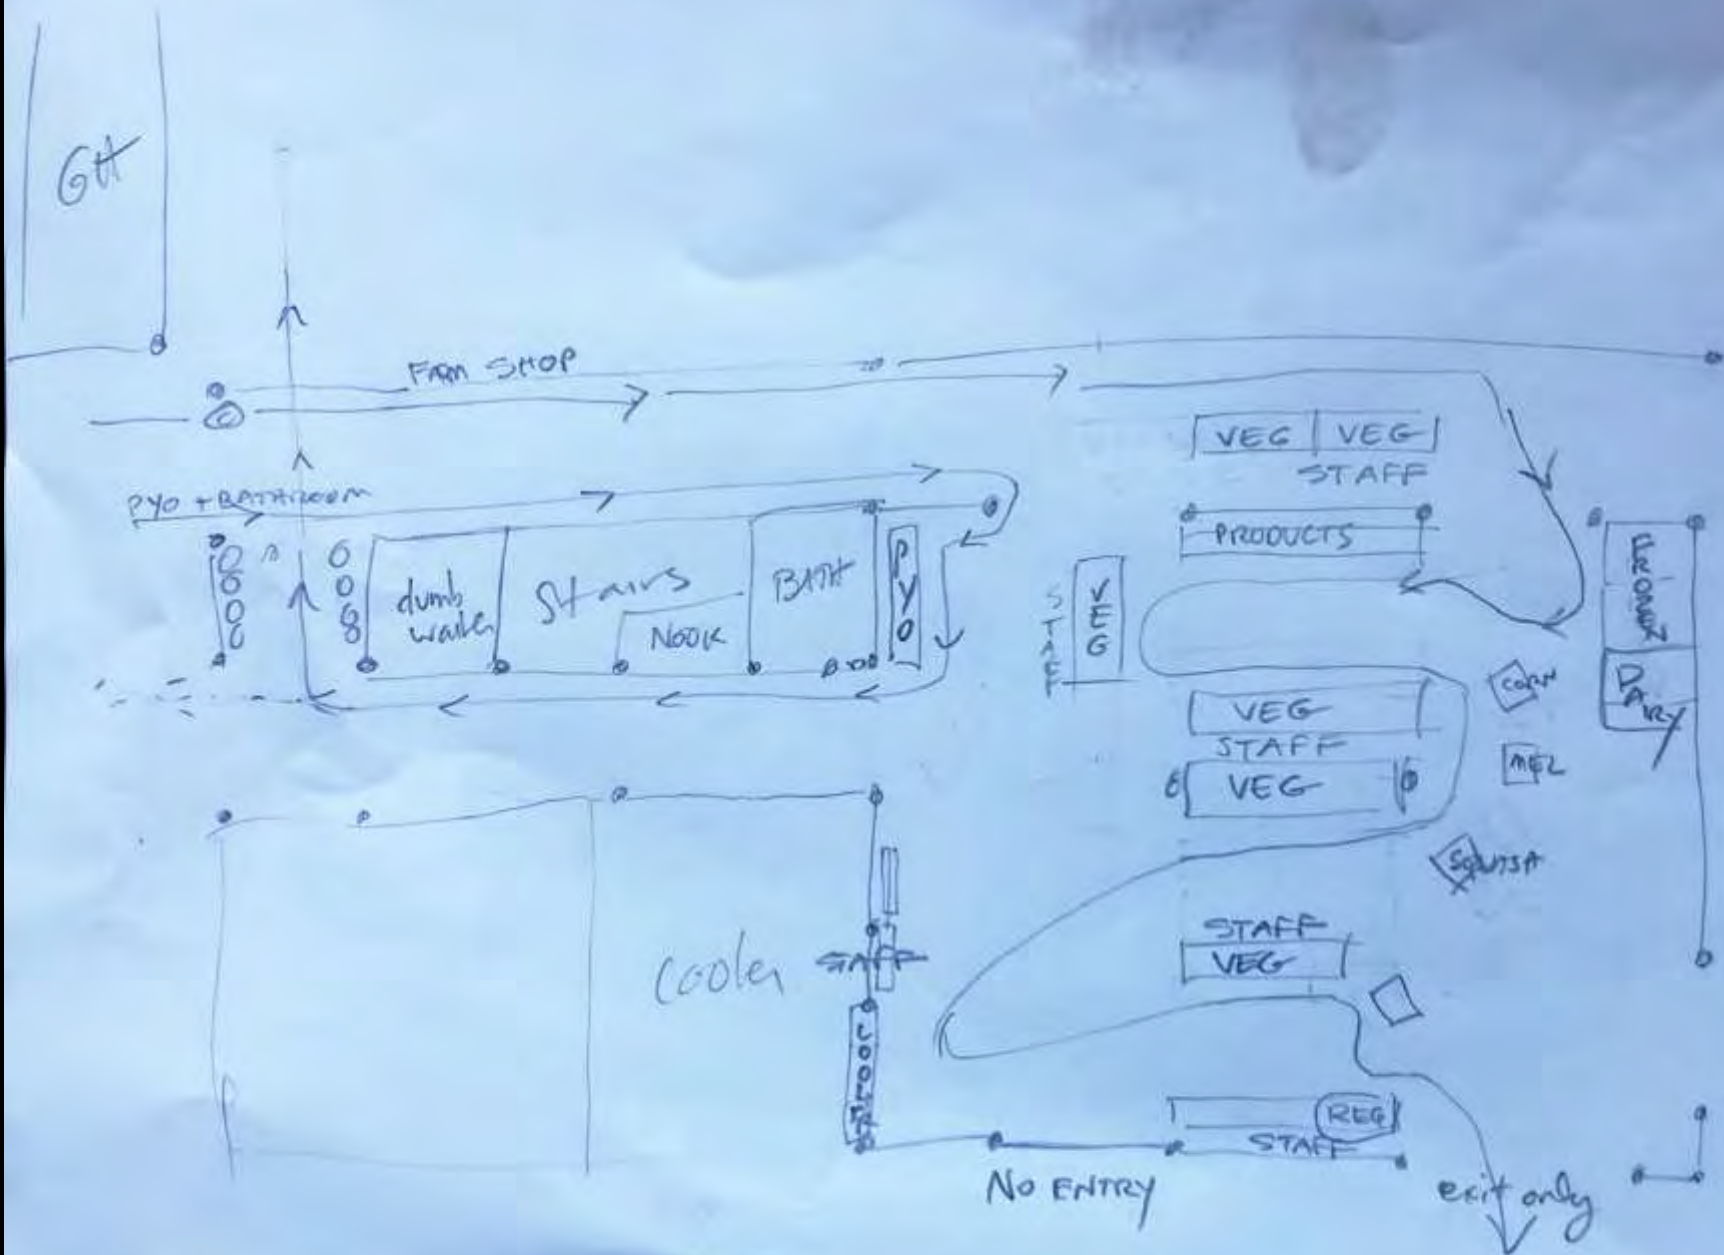 GH
FARM SHOP
VEG VEG
STAFF
PYO + BATHROOM
PRODUCTS
FROZEN
dumb
waiter
Stairs
NOOK
BATH
PYO
STAFF
VEG
CORN
DAIRY
VEG
STAFF
VEG
MEL
SQUASH
STAFF
VEG
cooler
STAFF
COOLER
REG
STAFF
NO ENTRY
exit only